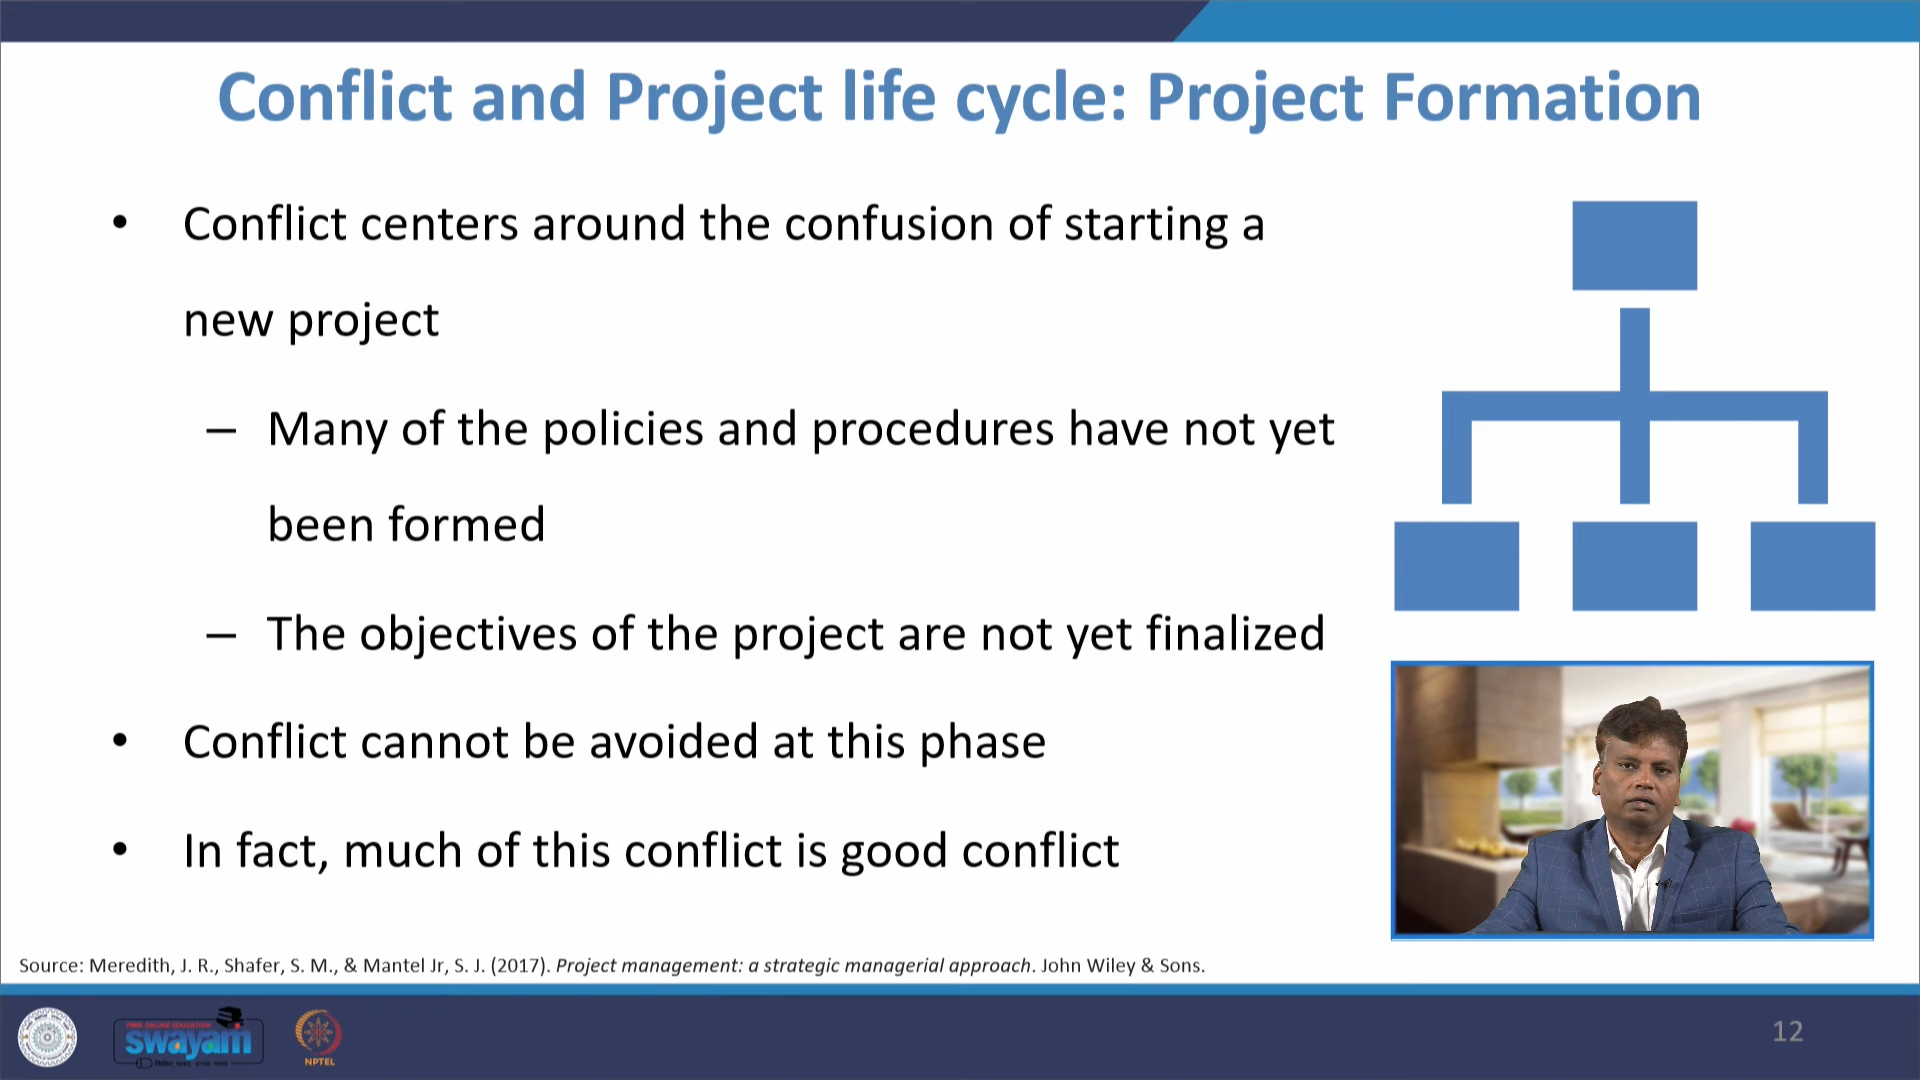 Conflict and Project life cycle: Project Formation
• Conflict centers around the confusion of starting a
new project
– Many of the policies and procedures have not yet
been formed
– The objectives of the project are not yet finalized
• Conflict cannot be avoided at this phase
• In fact, much of this conflict is good conflict
Source: Meredith, J. R., Shafer, S. M., & Mantel Jr, S. J. (2017). Project management: a strategic managerial approach. John Wiley & Sons.
FREE ONLINE EDUCATION
swayam
NPTEL
12